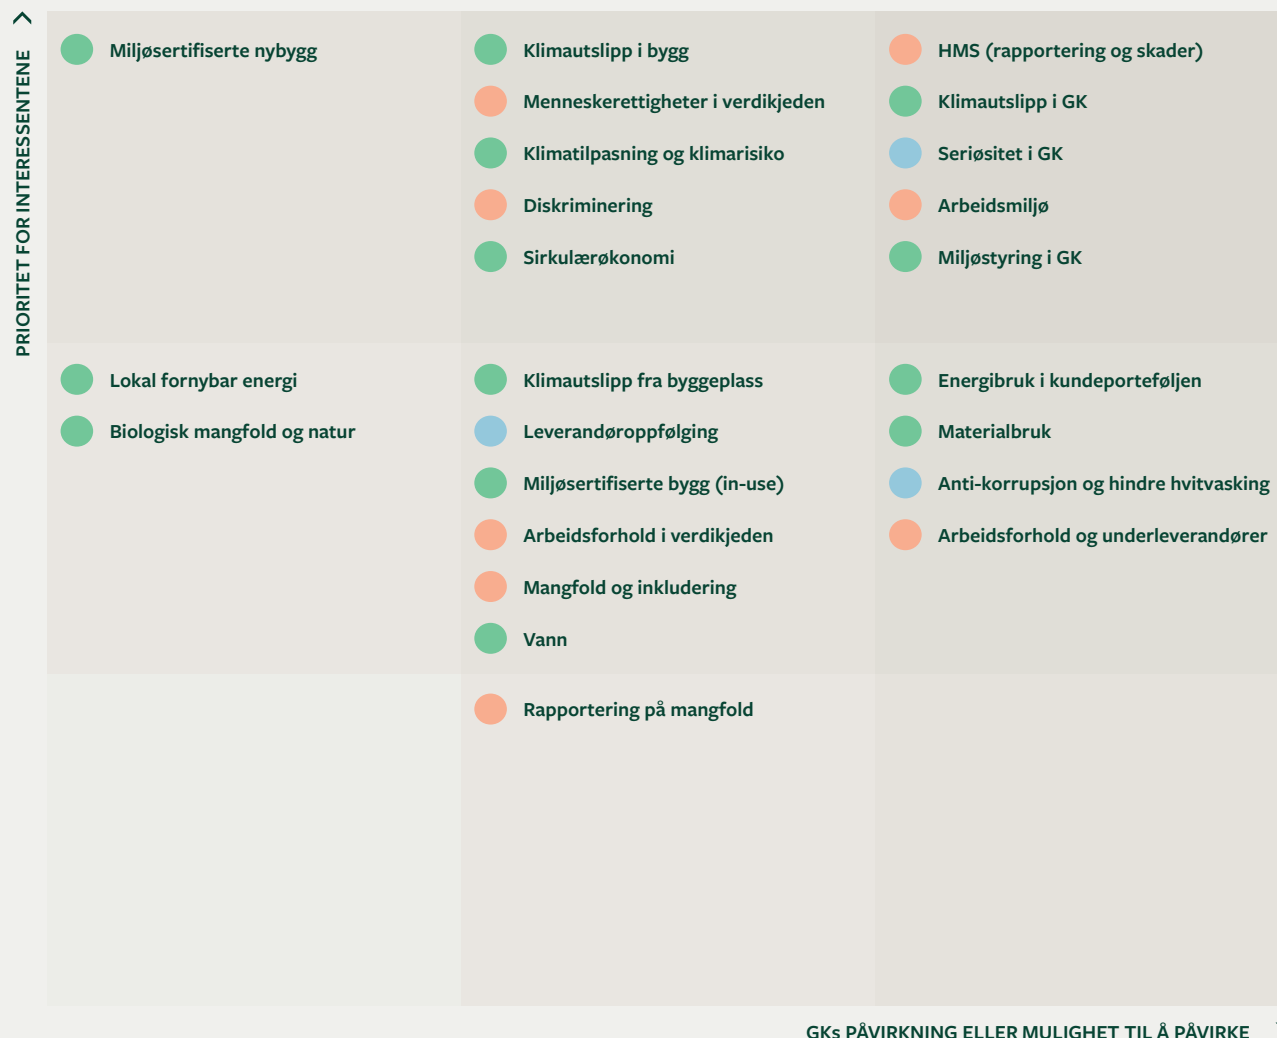 PRIORITET FOR INTERESSENTENE
Miljøsertifiserte nybygg
Klimautslipp i bygg
Menneskerettigheter i verdikjeden
Klimatilpasning og klimarisiko
Diskriminering
Sirkulærøkonomi
HMS (rapportering og skader)
Klimautslipp i GK
Seriøsitet i GK
Arbeidsmiljø
Miljøstyring i GK
Lokal fornybar energi
Biologisk mangfold og natur
Klimautslipp fra byggeplass
Leverandøroppfølging
Miljøsertifiserte bygg (in-use)
Arbeidsforhold i verdikjeden
Mangfold og inkludering
Vann
Energibruk i kundeporteføljen
Materialbruk
Anti-korrupsjon og hindre hvitvasking
Arbeidsforhold og underleverandører
Rapportering på mangfold
GKs PÅVIRKNING ELLER MULIGHET TIL Å PÅVIRKE